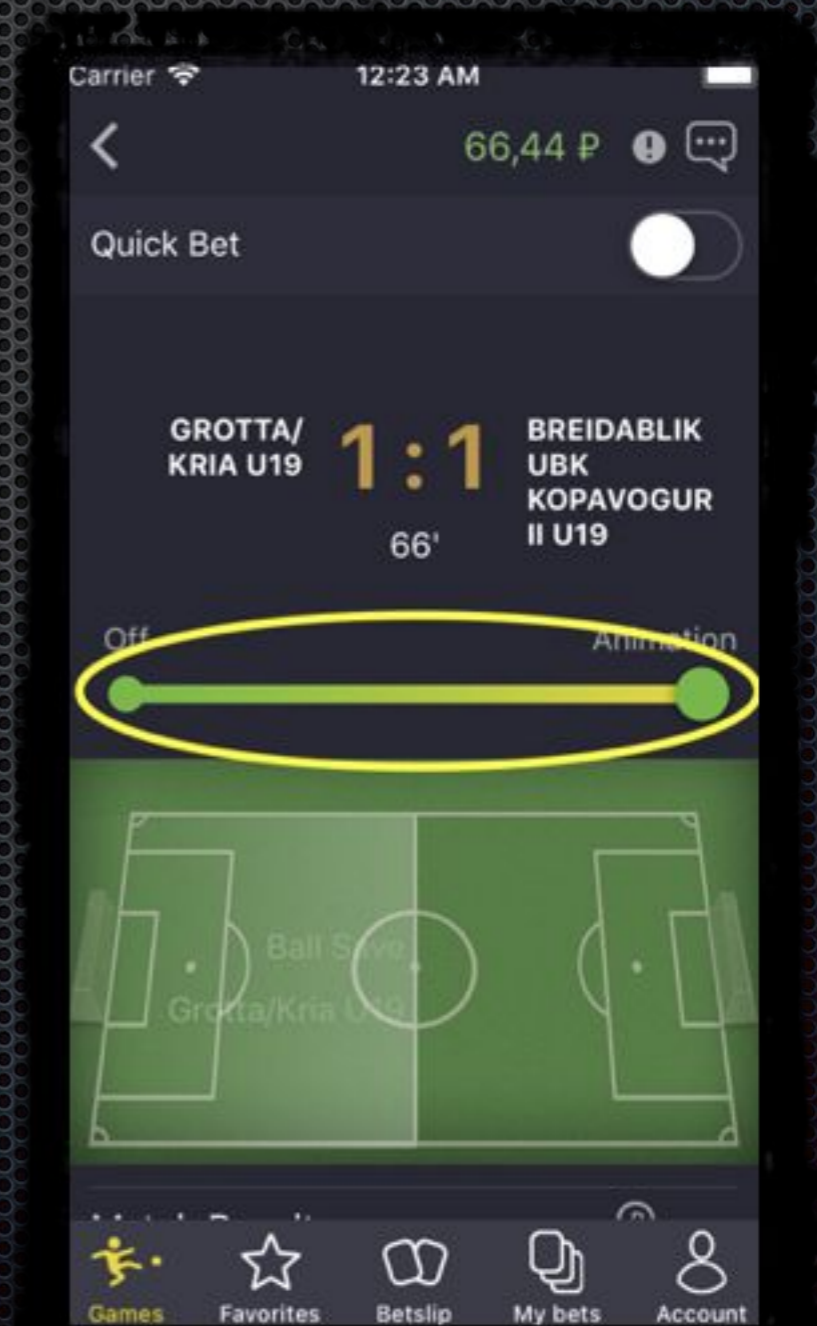 Carrier 12:23 AM
66,44 ₽
Quick Bet
GROTTA/
KRIA U19
1 : 1
66'
BREIDABLIK
UBK
KOPAVOGUR
II U19
Off Animation
Ball Save
Grotta/Kria U19
Games Favorites Betslip My bets Account